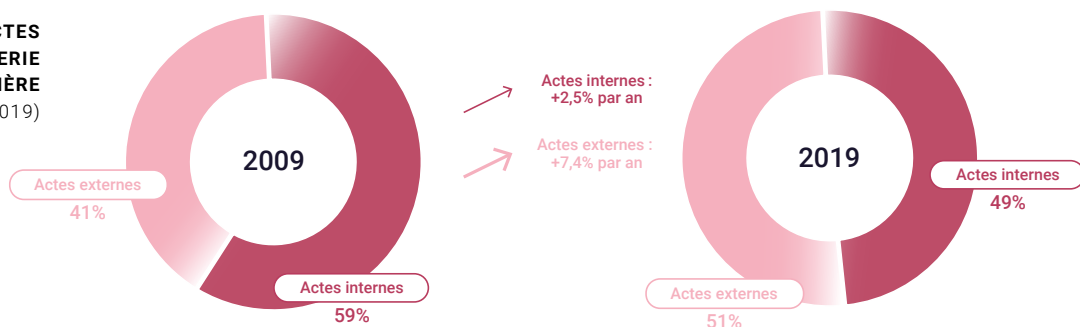 CTES
ERIE
IÈRE
019)
2009
Actes externes
41%
Actes internes
59%
Actes internes :
+2,5% par an
Actes externes :
+7,4% par an
2019
Actes internes
49%
Actes externes
51%